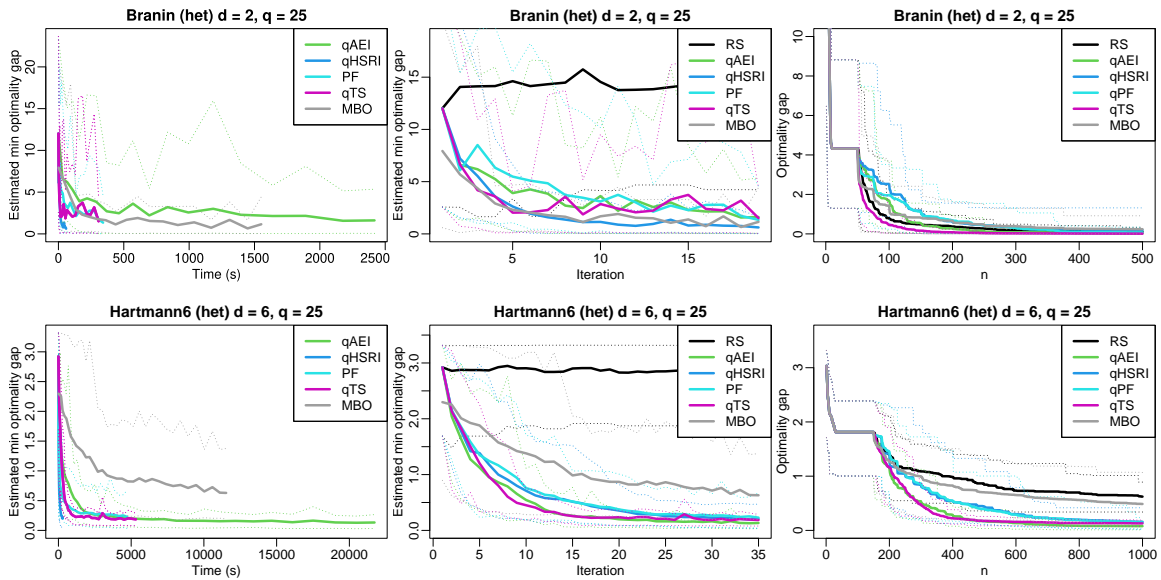 Branin (het) d = 2, q = 25
Estimated min optimality gap
0 5 10 15 20
qAEI
qHSRI
PF
qTS
MBO
0 500 1000 1500 2000 2500
Time (s)
Branin (het) d = 2, q = 25
Estimated min optimality gap
0 5 10 15
RS
qAEI
qHSRI
PF
qTS
MBO
5 10 15
Iteration
Branin (het) d = 2, q = 25
Optimality gap
0 2 4 6 8 10
RS
qAEI
qHSRI
qPF
qTS
MBO
0 100 200 300 400 500
n
Hartmann6 (het) d = 6, q = 25
Estimated min optimality gap
0.0 0.5 1.0 1.5 2.0 2.5 3.0
qAEI
qHSRI
PF
qTS
MBO
0 5000 10000 15000 20000
Time (s)
Hartmann6 (het) d = 6, q = 25
Estimated min optimality gap
0.0 1.0 2.0 3.0
RS
qAEI
qHSRI
PF
qTS
MBO
0 5 10 15 20 25 30 35
Iteration
Hartmann6 (het) d = 6, q = 25
Optimality gap
0 1 2 3
RS
qAEI
qHSRI
qPF
qTS
MBO
0 200 400 600 800 1000
n